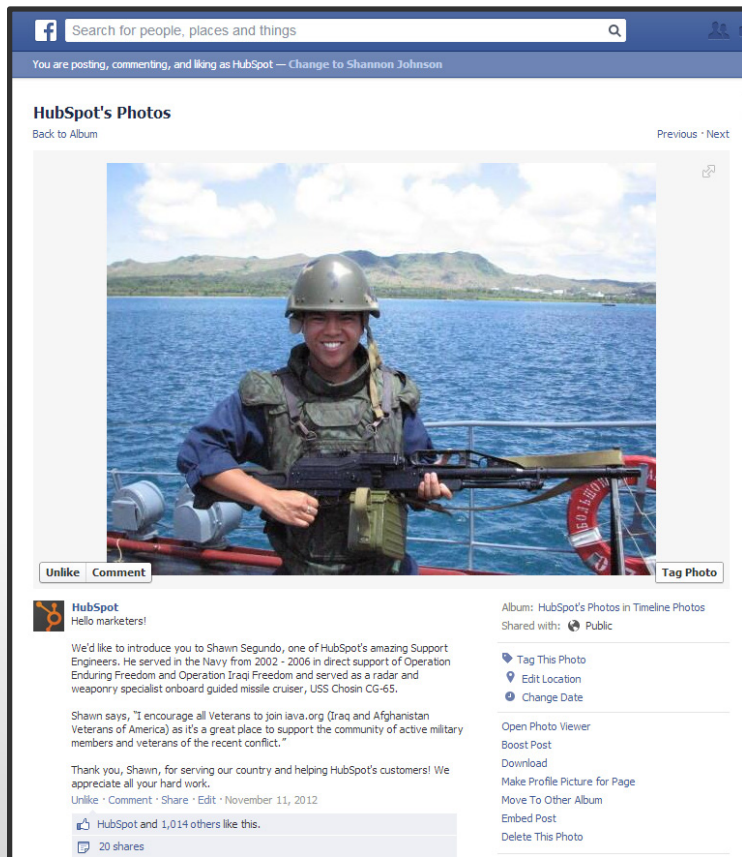 Search for people, places and things
You are posting, commenting, and liking as HubSpot — Change to Shannon Johnson
HubSpot's Photos
Back to Album
Previous · Next
БОЛЬШО
Unlike Comment
Tag Photo
HubSpot
Hello marketers!
We'd like to introduce you to Shawn Segundo, one of HubSpot's amazing Support
Engineers. He served in the Navy from 2002 - 2006 in direct support of Operation
Enduring Freedom and Operation Iraqi Freedom and served as a radar and
weaponry specialist onboard guided missile cruiser, USS Chosin CG-65.
Shawn says, "I encourage all Veterans to join iava.org (Iraq and Afghanistan
Veterans of America) as it's a great place to support the community of active military
members and veterans of the recent conflict."
Thank you, Shawn, for serving our country and helping HubSpot's customers! We
appreciate all your hard work.
Unlike · Comment · Share · Edit · November 11, 2012
HubSpot and 1,014 others like this.
20 shares
Album: HubSpot's Photos in Timeline Photos
Shared with: Public
Tag This Photo
Edit Location
Change Date
Open Photo Viewer
Boost Post
Download
Make Profile Picture for Page
Move To Other Album
Embed Post
Delete This Photo